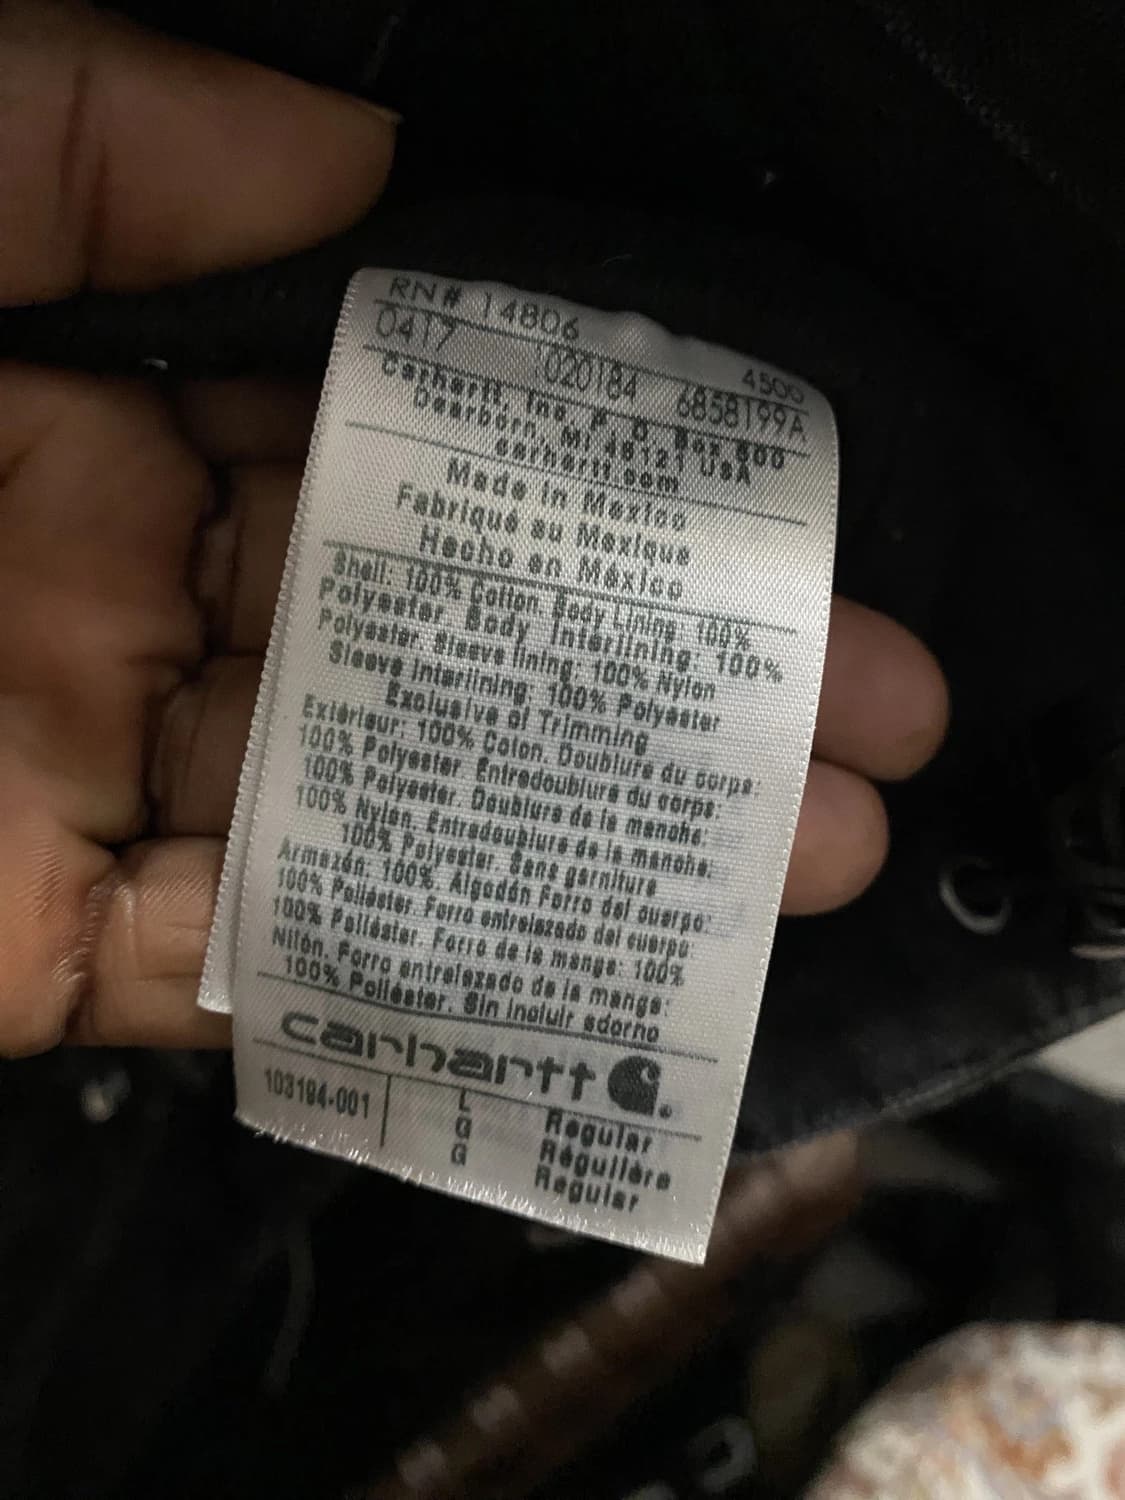 RN# 14806 4500
0417 020184 6858199A
Carhartt, Inc. P.O. Box 600
Dearborn, MI 48121 USA
carhartt.com
Made in Mexico
Fabriqué au Mexique
Hecho en México
Shell: 100% Cotton. Body Lining: 100%
Polyester. Body Interlining: 100%
Polyester. Sleeve lining: 100% Nylon
Sleeve Interlining: 100% Polyester
Exclusive of Trimming
Extérieur: 100% Coton. Doublure du corps:
100% Polyester. Entredoublure du corps:
100% Polyester. Doublure de la manche:
100% Nylon. Entredoublure de la manche:
100% Polyester. Sans garniture
Armazón: 100%. Algodón Forro del cuerpo:
100% Poliéster. Forro entrelazado del cuerpo:
100% Poliéster. Forro de la manga: 100%
Nilón. Forro entrelazado de la manga:
100% Poliéster. Sin incluir adorno
carhartt
103194-001 L Regular
G Régulière
G Regular